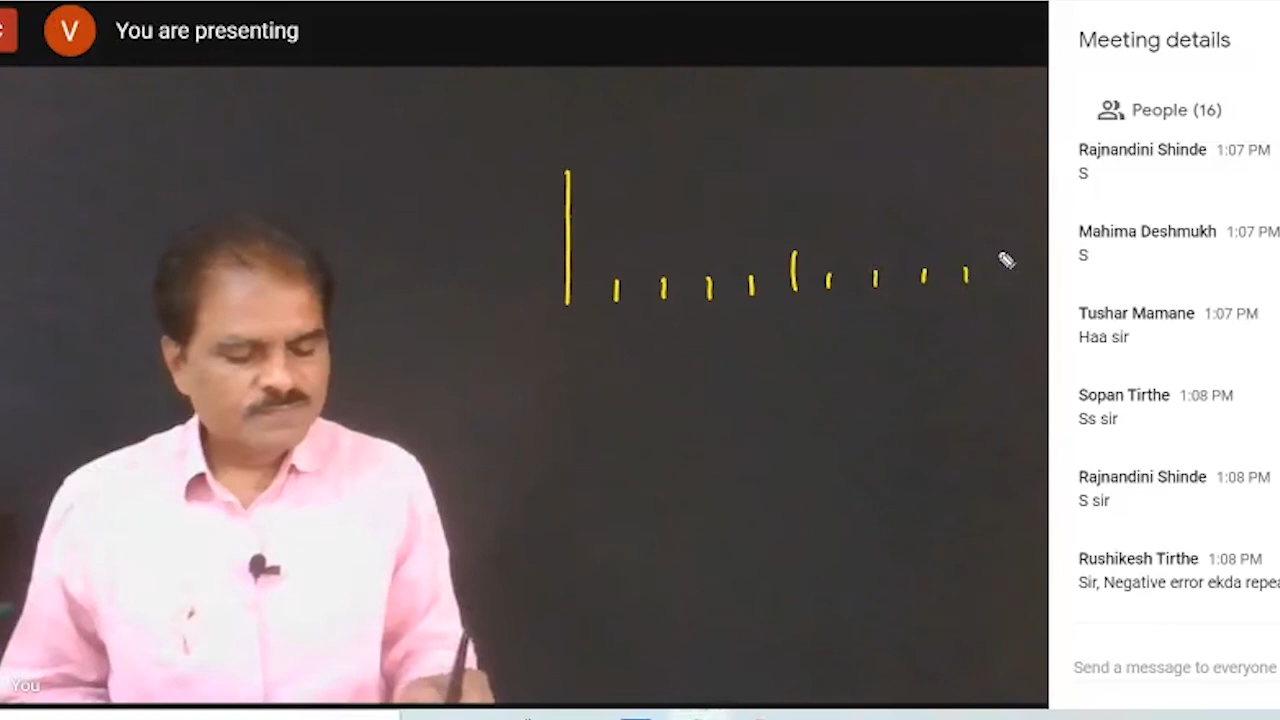 V
You are presenting
Meeting details
People (16)
Rajnandini Shinde 1:07 PM
S
Mahima Deshmukh 1:07 PM
S
Tushar Mamane 1:07 PM
Haa sir
Sopan Tirthe 1:08 PM
Ss sir
Rajnandini Shinde 1:08 PM
S sir
Rushikesh Tirthe 1:08 PM
Sir, Negative error ekda repea
Send a message to everyone
You